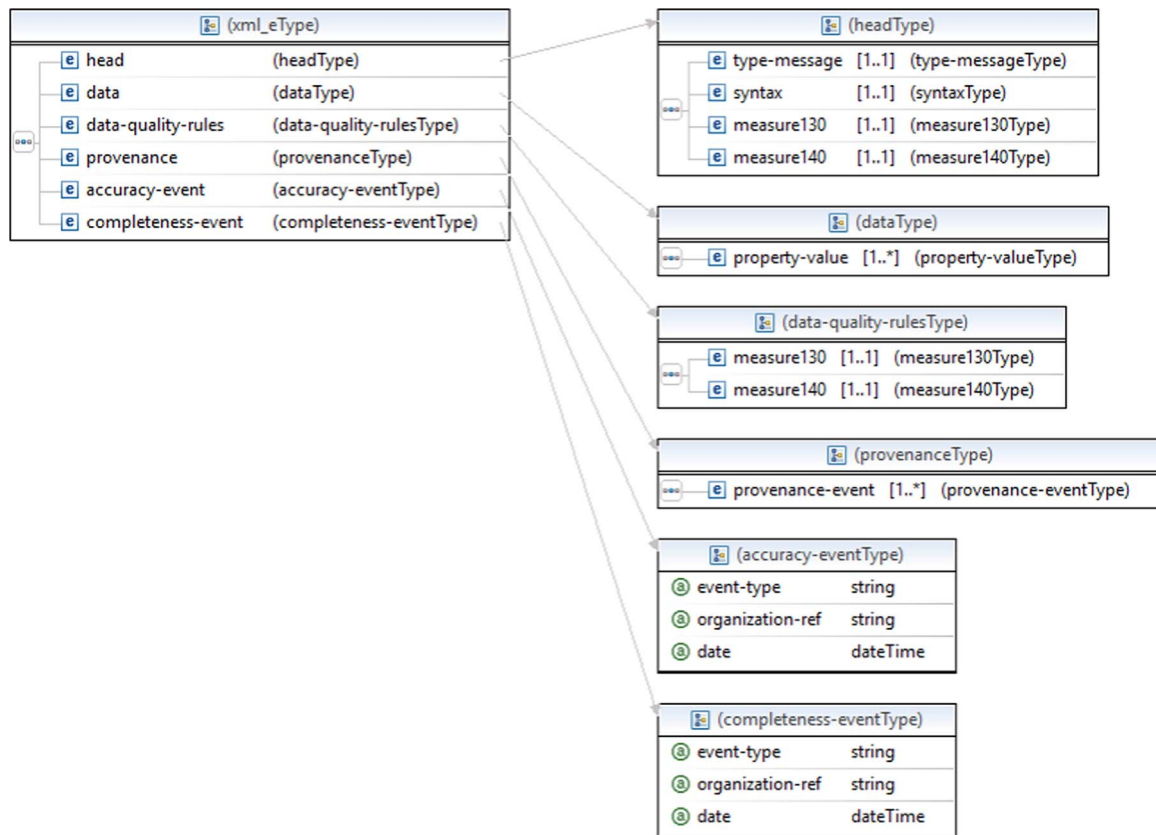 (xml_eType)
head (headType)
data (dataType)
data-quality-rules (data-quality-rulesType)
provenance (provenanceType)
accuracy-event (accuracy-eventType)
completeness-event (completeness-eventType)
(headType)
type-message [1..1] (type-messageType)
syntax [1..1] (syntaxType)
measure130 [1..1] (measure130Type)
measure140 [1..1] (measure140Type)
(dataType)
property-value [1..*] (property-valueType)
(data-quality-rulesType)
measure130 [1..1] (measure130Type)
measure140 [1..1] (measure140Type)
(provenanceType)
provenance-event [1..*] (provenance-eventType)
(accuracy-eventType)
event-type string
organization-ref string
date dateTime
(completeness-eventType)
event-type string
organization-ref string
date dateTime